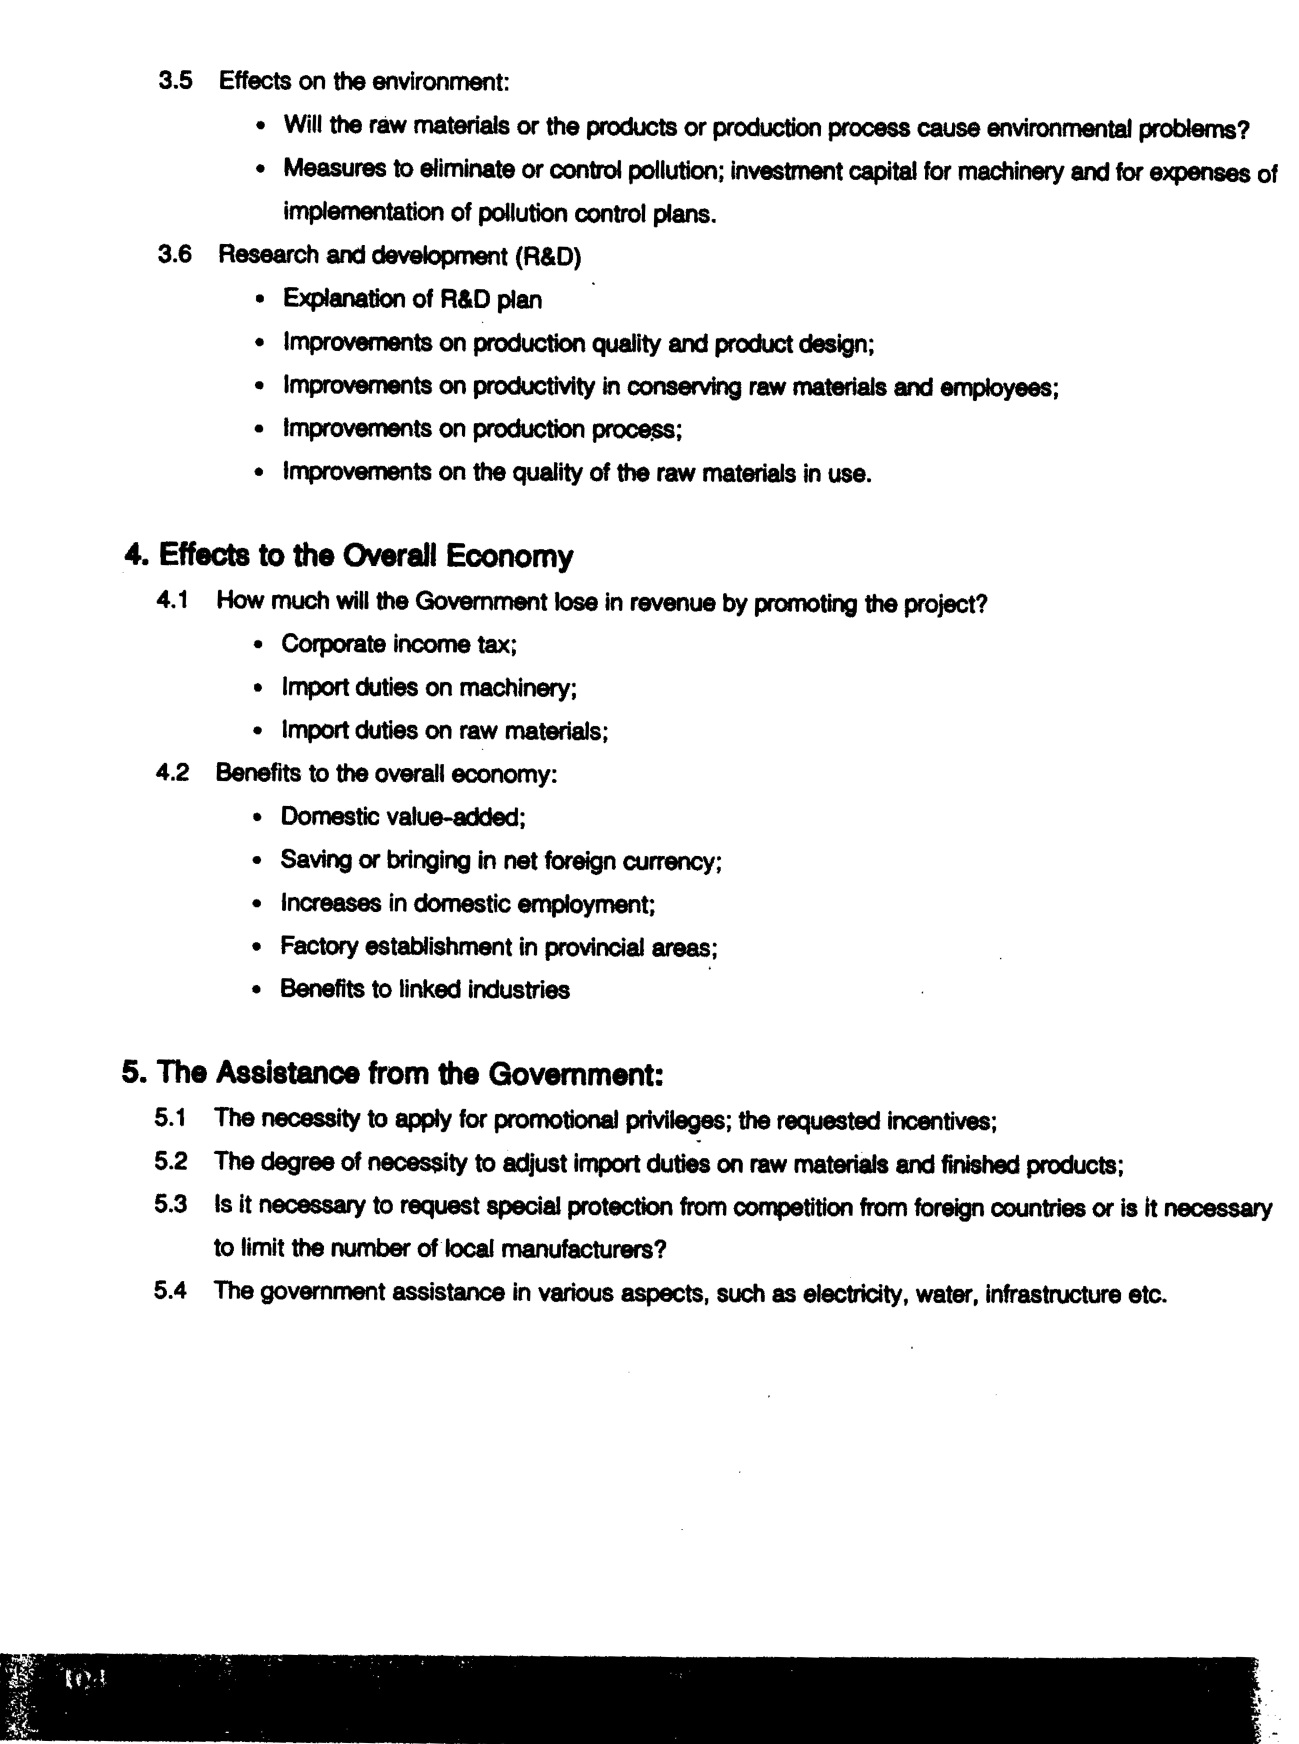 3.5 Effects on the environment:
• Will the raw materials or the products or production process cause environmental problems?
• Measures to eliminate or control pollution; investment capital for machinery and for expenses of
implementation of pollution control plans.
3.6 Research and development (R&D)
• Explanation of R&D plan
• Improvements on production quality and product design;
• Improvements on productivity in conserving raw materials and employees;
• Improvements on production process;
• Improvements on the quality of the raw materials in use.
4. Effects to the Overall Economy
4.1 How much will the Government lose in revenue by promoting the project?
• Corporate income tax;
• Import duties on machinery;
• Import duties on raw materials;
4.2 Benefits to the overall economy:
• Domestic value-added;
• Saving or bringing in net foreign currency;
• Increases in domestic employment;
• Factory establishment in provincial areas;
• Benefits to linked industries
5. The Assistance from the Government:
5.1 The necessity to apply for promotional privileges; the requested incentives;
5.2 The degree of necessity to adjust import duties on raw materials and finished products;
5.3 Is it necessary to request special protection from competition from foreign countries or is it necessary
to limit the number of local manufacturers?
5.4 The government assistance in various aspects, such as electricity, water, infrastructure etc.